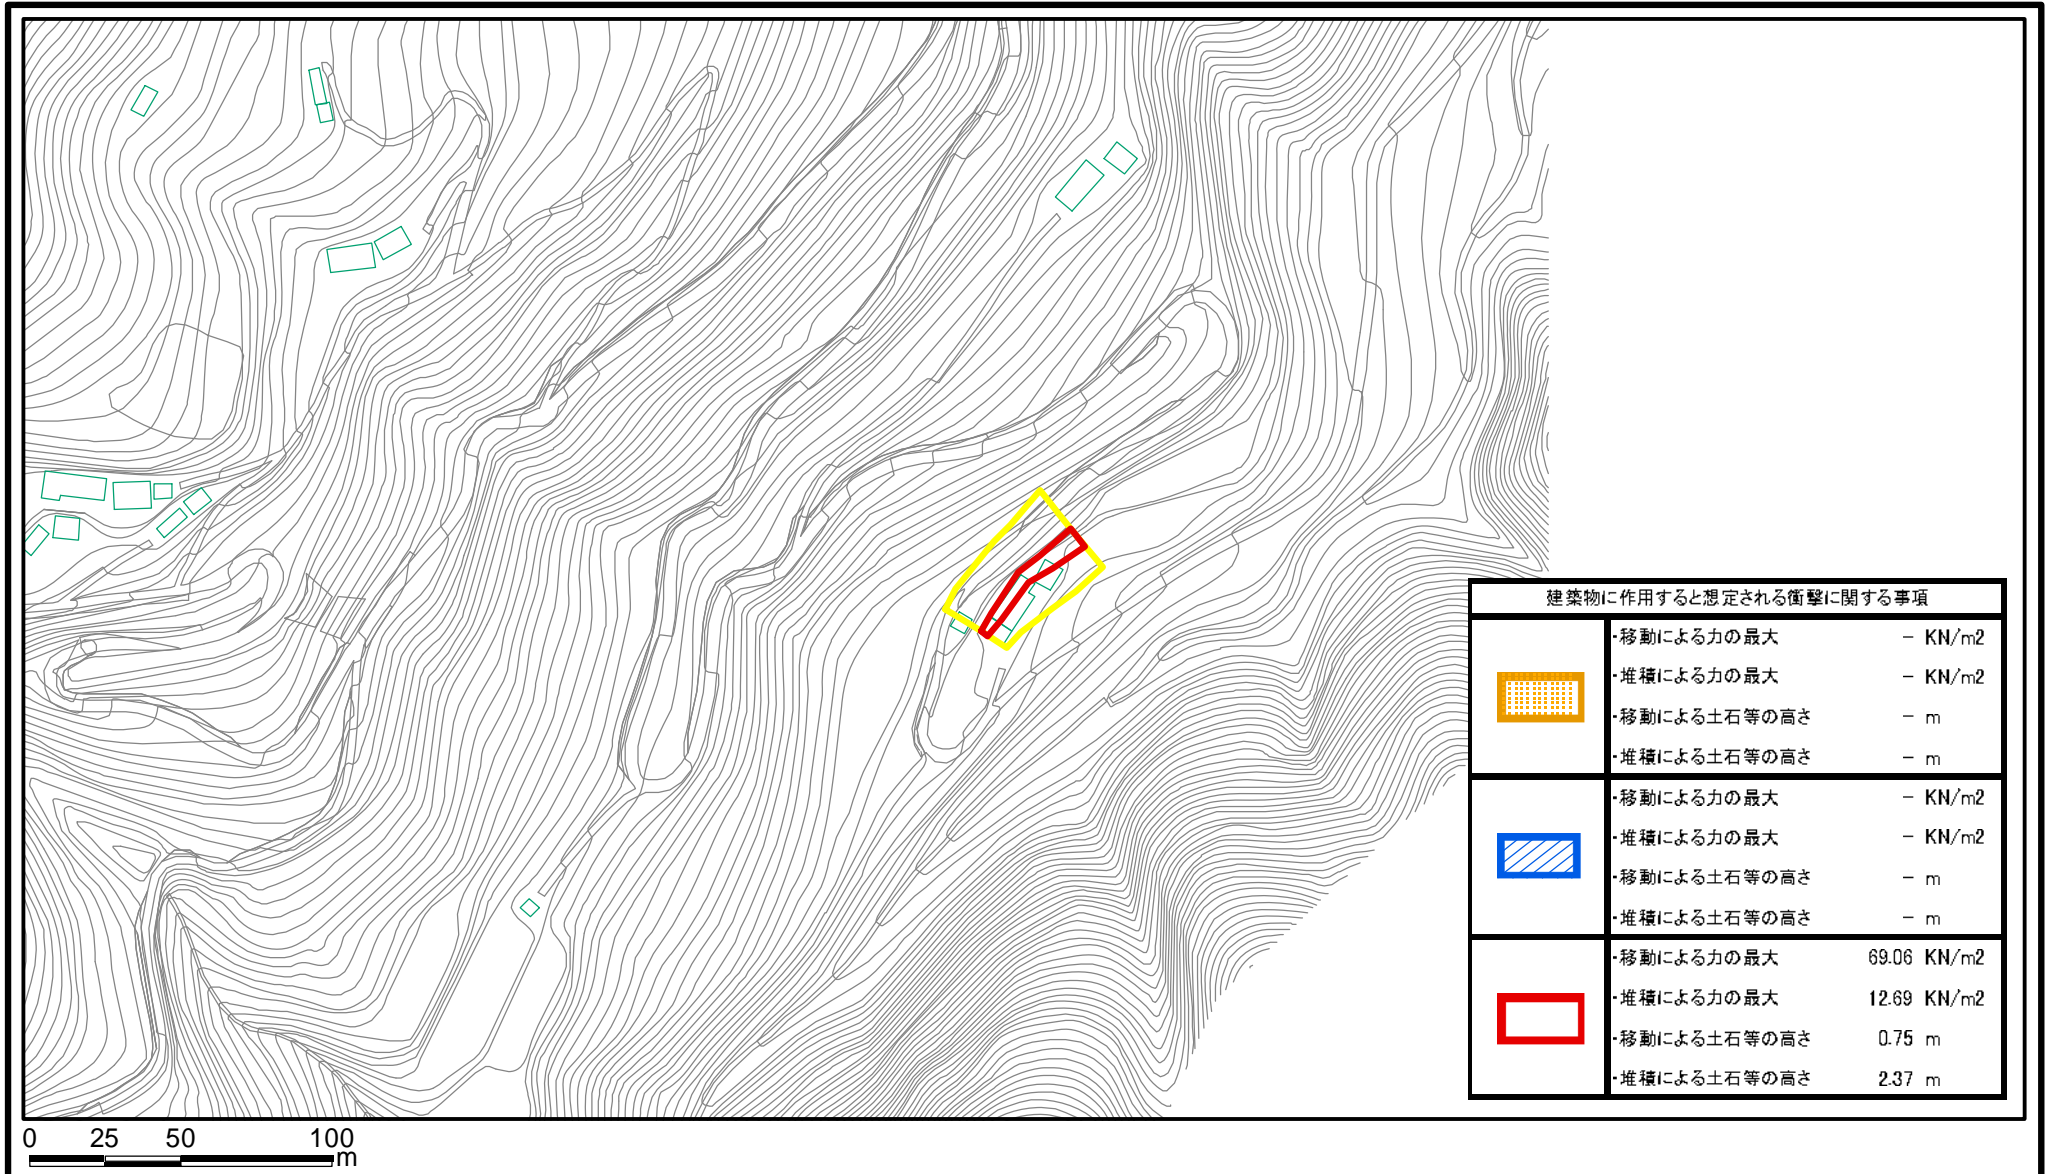 建築物に作用すると想定される衝撃に関する事項
・移動による力の最大 − KN/m2
・堆積による力の最大 − KN/m2
・移動による土石等の高さ − m
・堆積による土石等の高さ − m
・移動による力の最大 − KN/m2
・堆積による力の最大 − KN/m2
・移動による土石等の高さ − m
・堆積による土石等の高さ − m
・移動による力の最大 69.06 KN/m2
・堆積による力の最大 12.69 KN/m2
・移動による土石等の高さ 0.75 m
・堆積による土石等の高さ 2.37 m
0 25 50 100
m